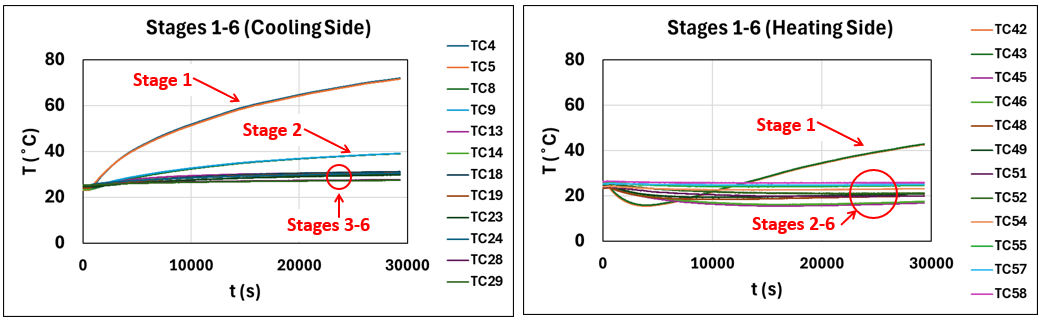 Stages 1-6 (Cooling Side)
80
60
40
20
0
T (°C)
0
10000
20000
30000
t (s)
Stage 1
Stage 2
Stages 3-6
TC4
TC5
TC8
TC9
TC13
TC14
TC18
TC19
TC23
TC24
TC28
TC29
Stages 1-6 (Heating Side)
80
60
40
20
0
T (°C)
0
10000
20000
30000
t (s)
Stage 1
Stages 2-6
TC42
TC43
TC45
TC46
TC48
TC49
TC51
TC52
TC54
TC55
TC57
TC58